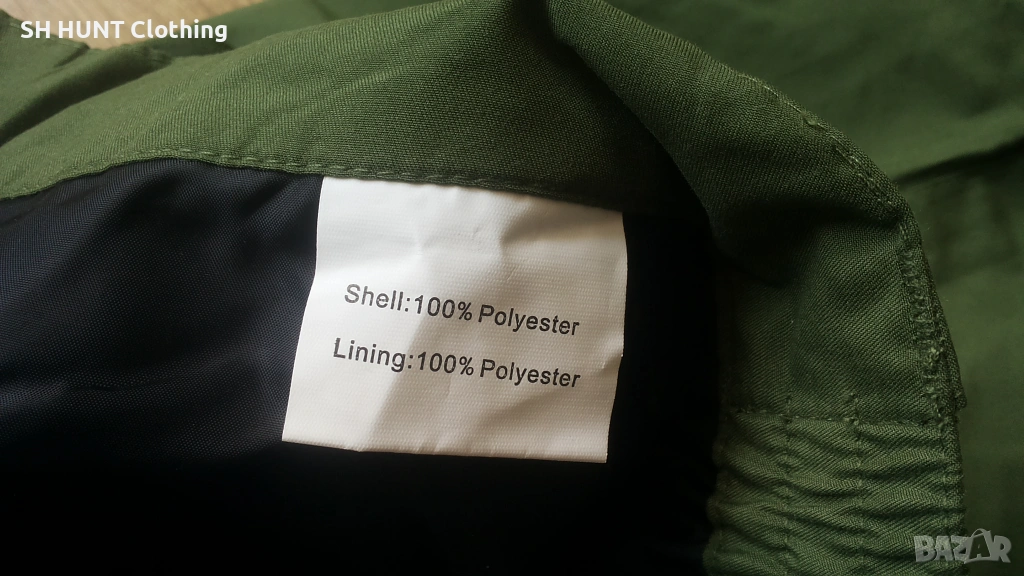 SH HUNT Clothing
Shell:100% Polyester
Lining:100% Polyester
BAZAR